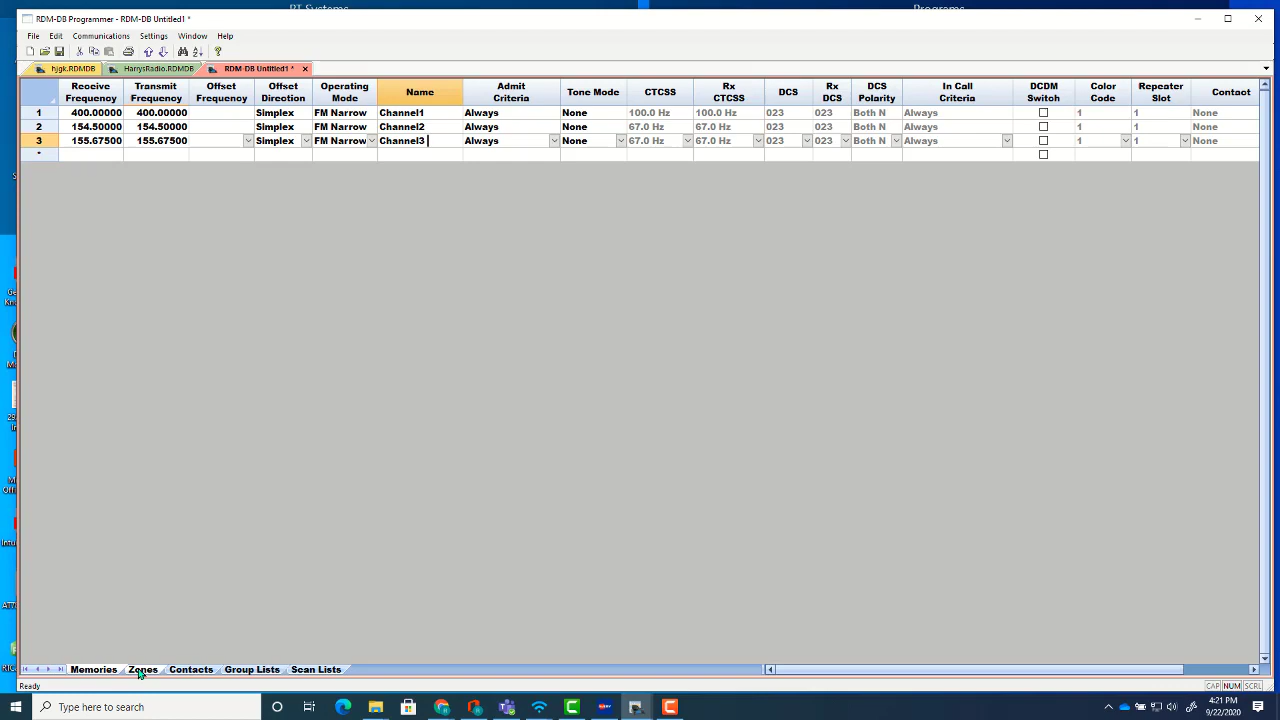 RT Systems
Programs
RDM-DB Programmer - RDM-DB Untitled1 *
File Edit Communications Settings Window Help
hjgk.RDMDB HarrysRadio.RDMDB RDM-DB Untitled1 *
Receive Frequency Transmit Frequency Offset Frequency Offset Direction Operating Mode Name Admit Criteria Tone Mode CTCSS Rx CTCSS DCS Rx DCS DCS Polarity In Call Criteria DCDM Switch Color Code Repeater Slot Contact
1 400.00000 400.00000 Simplex FM Narrow Channel1 Always None 100.0 Hz 100.0 Hz 023 023 Both N Always 1 1 None
2 154.50000 154.50000 Simplex FM Narrow Channel2 Always None 67.0 Hz 67.0 Hz 023 023 Both N Always 1 1 None
3 155.67500 155.67500 Simplex FM Narrow Channel3 Always None 67.0 Hz 67.0 Hz 023 023 Both N Always 1 1 None
*
Memories Zones Contacts Group Lists Scan Lists
Ready CAP NUM SCRL
Type here to search
4:21 PM
9/22/2020